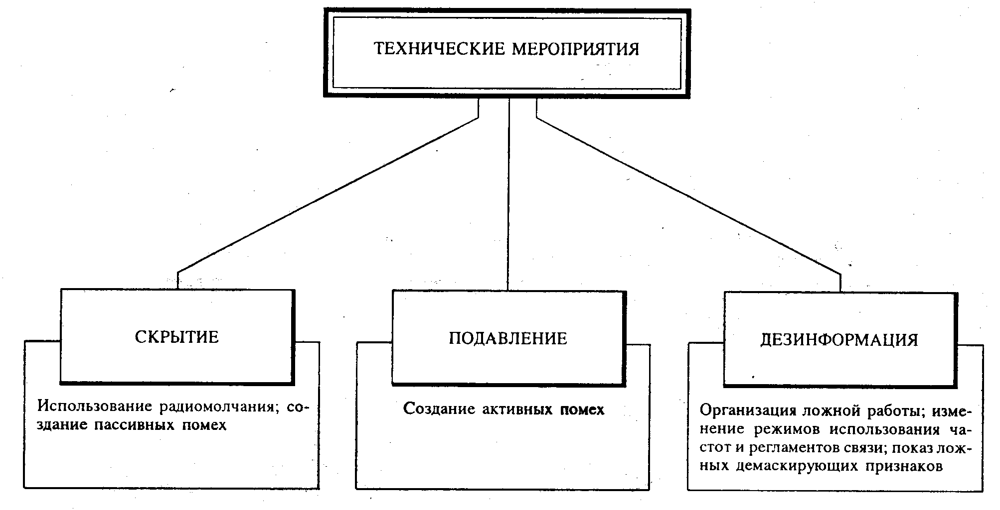 ТЕХНИЧЕСКИЕ МЕРОПРИЯТИЯ
СКРЫТИЕ
Использование радиомолчания; со-
здание пассивных помех
ПОДАВЛЕНИЕ
Создание активных помех
ДЕЗИНФОРМАЦИЯ
Организация ложной работы; изме-
нение режимов использования ча-
стот и регламентов связи; показ лож-
ных демаскирующих признаков